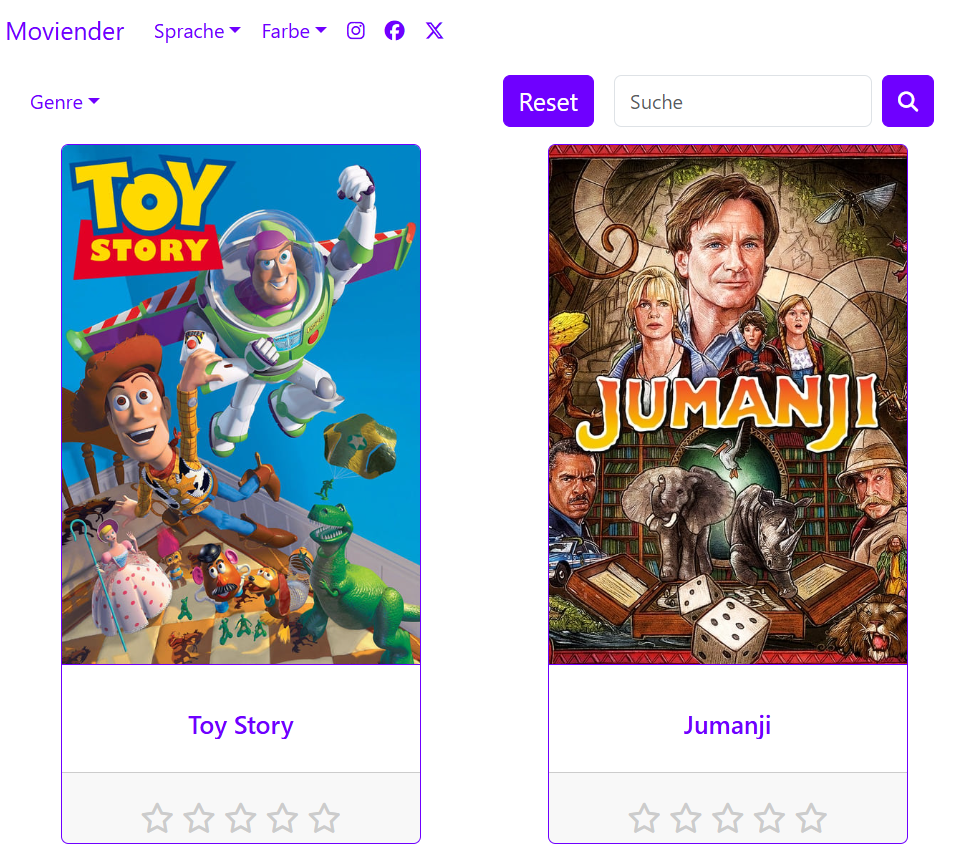 Moviender Sprache Farbe
Genre Reset Suche
TOY
STORY
JUMANJI
Toy Story Jumanji